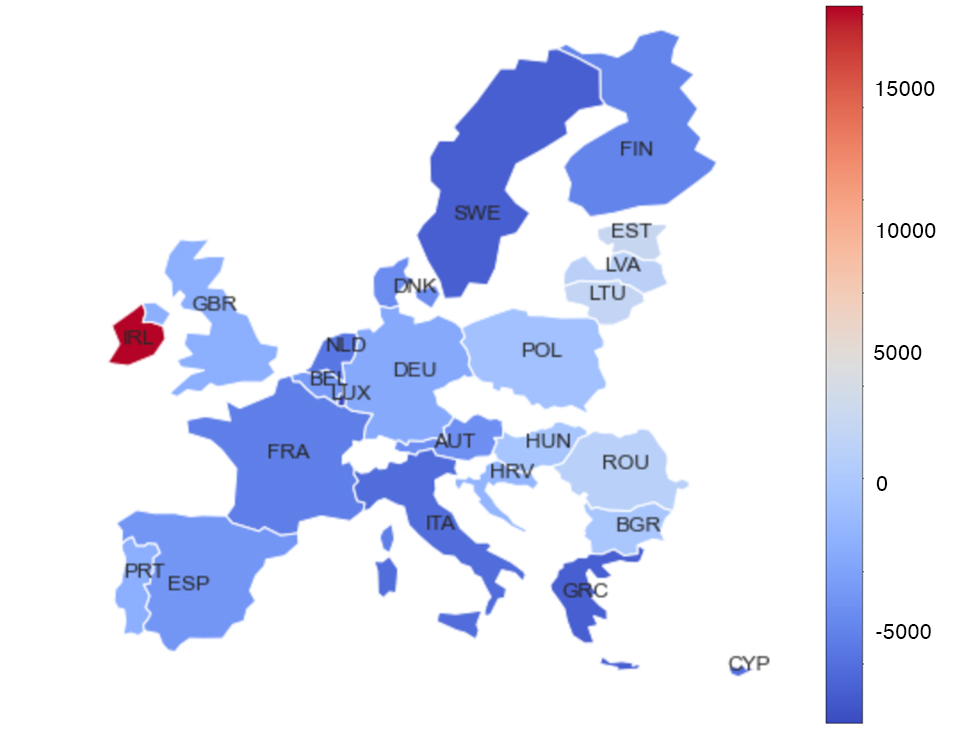 15000
FIN
SWE
10000
EST
LVA
DNK
LTU
GBR
IRL
NLD
POL
5000
DEU
BEL
LUX
AUT
HUN
FRA
ROU
HRV
0
ITA
BGR
PRT
ESP
GRC
-5000
CYP